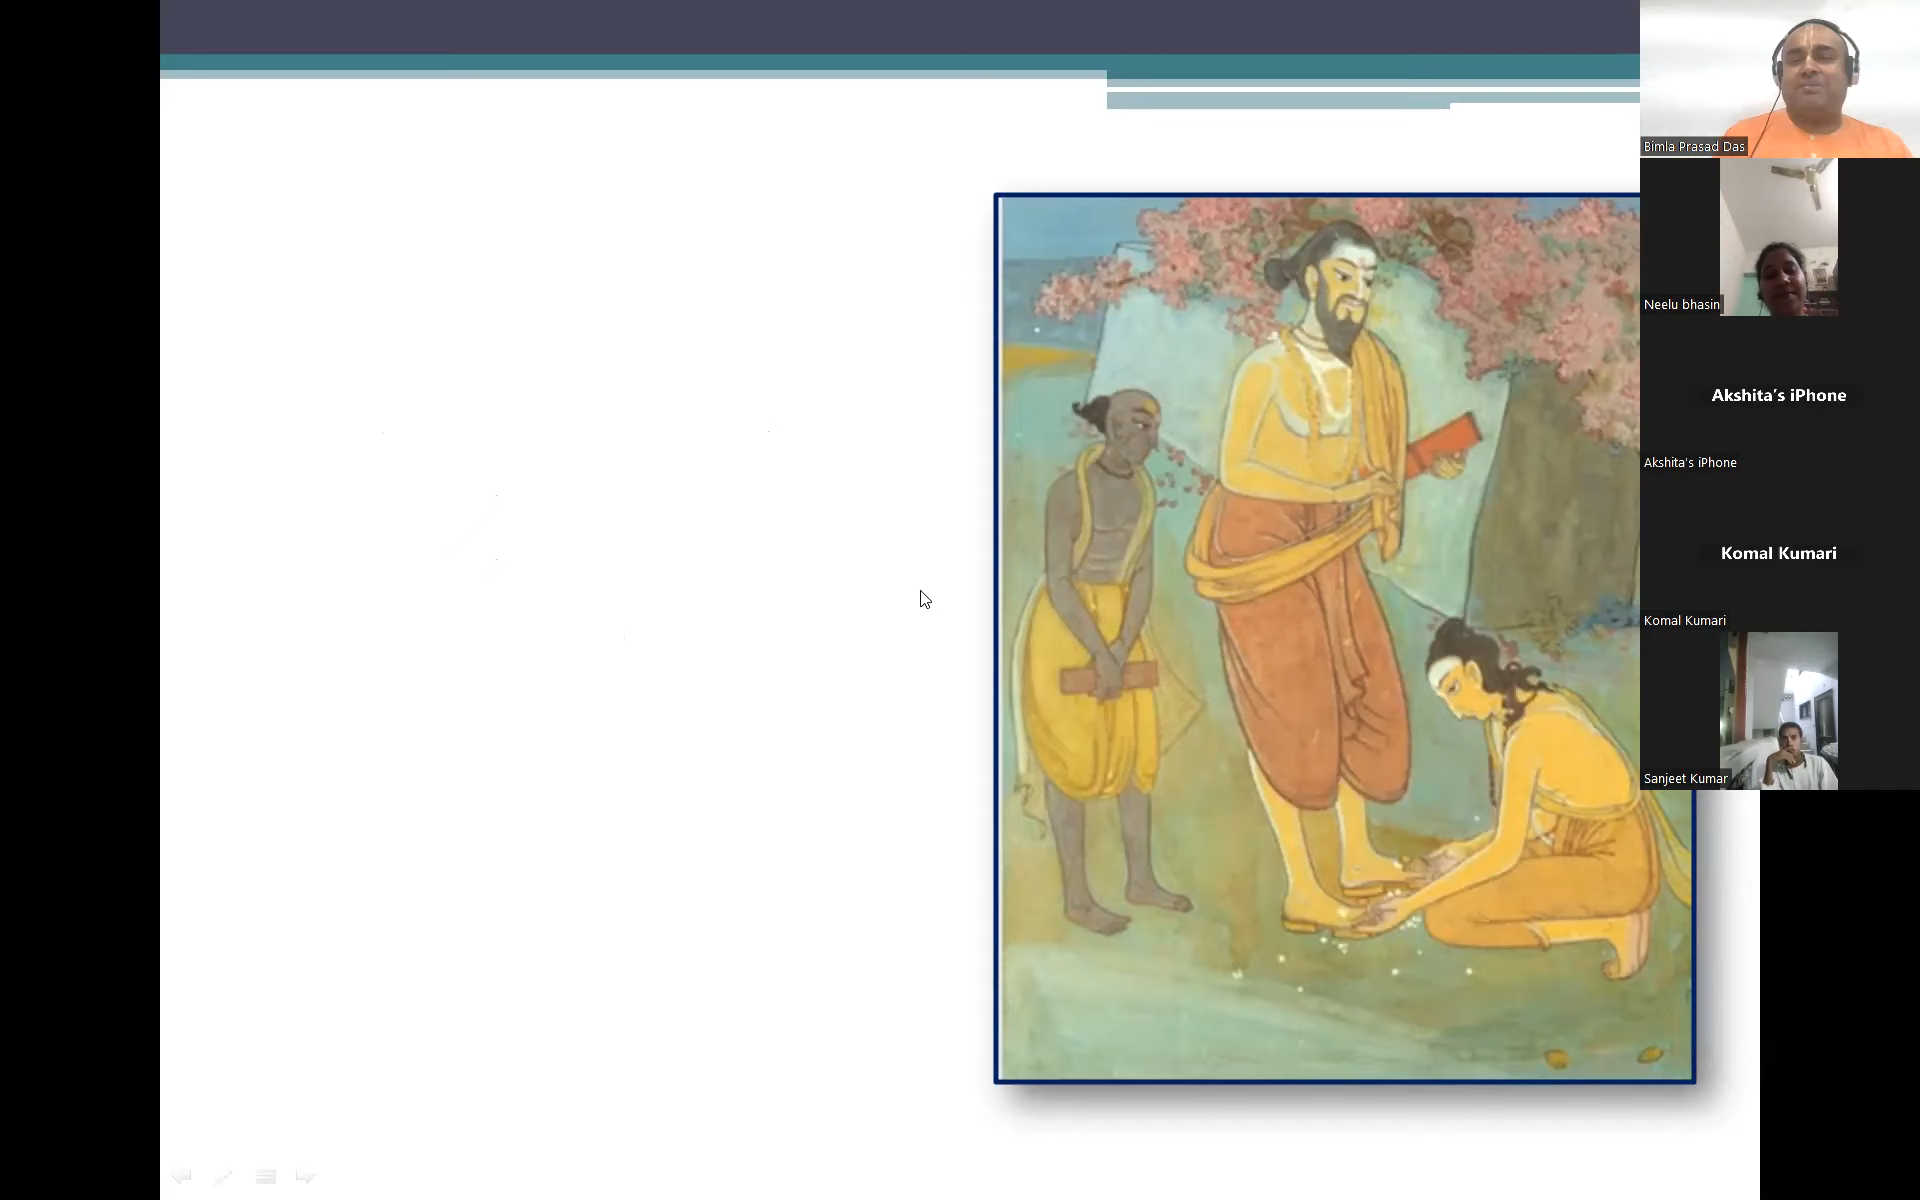 Bimla Prasad Das
Neelu bhasin
Akshita's iPhone
Akshita's iPhone
Komal Kumari
Komal Kumari
Sanjeet Kumar